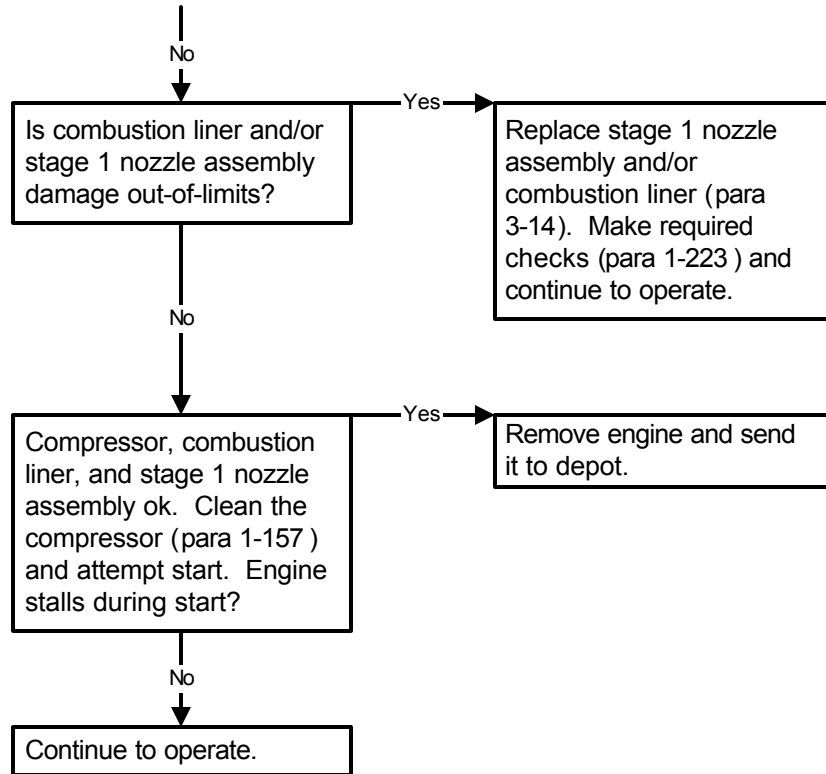 No
Is combustion liner and/or
stage 1 nozzle assembly
damage out-of-limits?
Yes
Replace stage 1 nozzle
assembly and/or
combustion liner (para
3-14).  Make required
checks (para 1-223 ) and
continue to operate.
No
Compressor, combustion
liner, and stage 1 nozzle
assembly ok.  Clean the
compressor (para 1-157 )
and attempt start.  Engine
stalls during start?
Yes
Remove engine and send
it to depot.
No
Continue to operate.